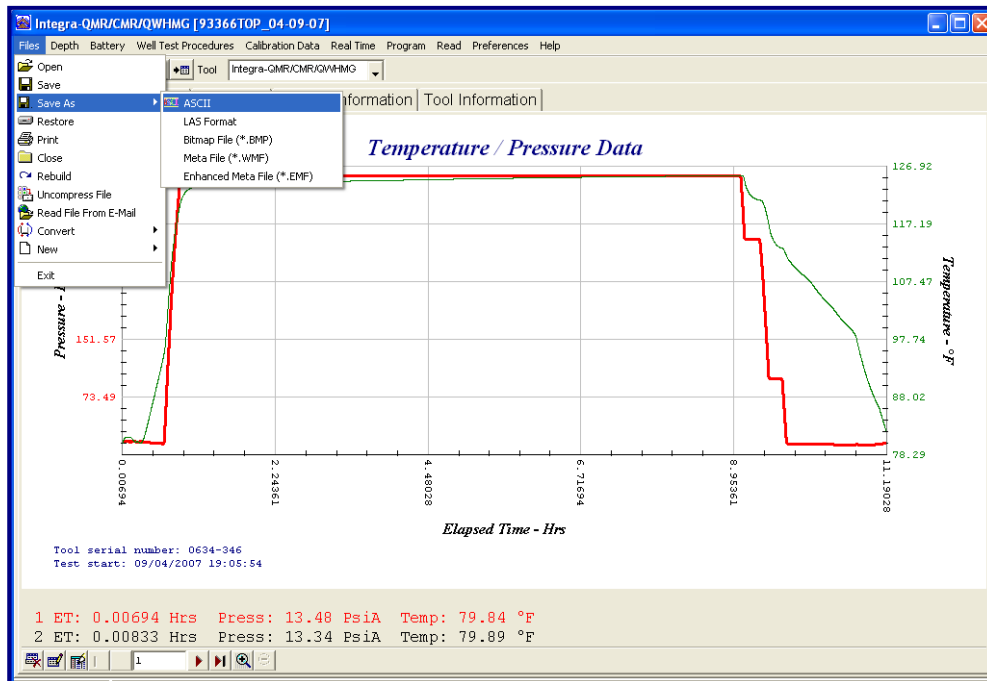 Integra-QMR/CMR/QWHMG [93366TOP_04-09-07]
Files Depth Battery Well Test Procedures Calibration Data Real Time Program Read Preferences Help
Open
Tool Integra-QMR/CMR/QWHMG
Save
Save As
ASCII
formation Tool Information
Restore
LAS Format
Print
Bitmap File (*.BMP)
Temperature / Pressure Data
Close
Meta File (*.WMF)
Rebuild
Enhanced Meta File (*.EMF)
Uncompress File
Read File From E-Mail
Convert
New
Exit
126.92
117.19
107.47
97.74
88.02
78.29
Temperature - °F
Pressure -
151.57
73.49
0.00694
2.24361
4.48028
6.71694
8.95361
11.19028
Elapsed Time - Hrs
Tool serial number: 0634-346
Test start: 09/04/2007 19:05:54
1 ET: 0.00694 Hrs Press: 13.48 PsiA Temp: 79.84 °F
2 ET: 0.00833 Hrs Press: 13.34 PsiA Temp: 79.89 °F
1